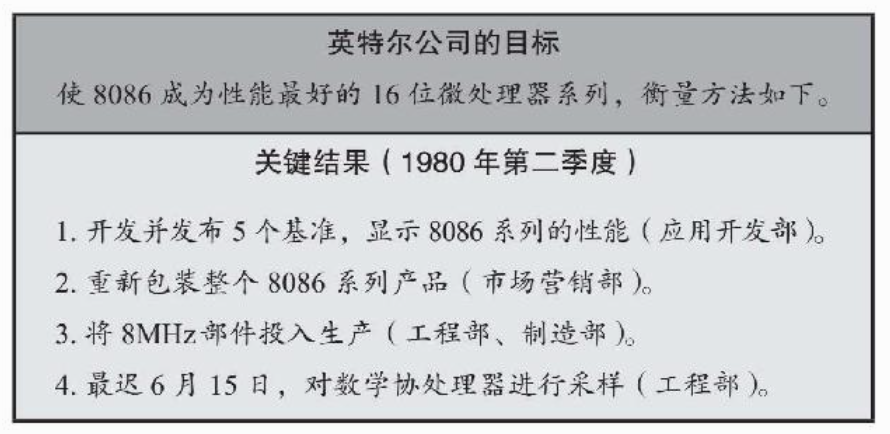 英特尔公司的目标
使 8086 成为性能最好的 16 位微处理器系列，衡量方法如下。
关键结果（1980 年第二季度）
1. 开发并发布 5 个基准，显示 8086 系列的性能（应用开发部）。
2. 重新包装整个 8086 系列产品（市场营销部）。
3. 将 8MHz 部件投入生产（工程部、制造部）。
4. 最迟 6 月 15 日，对数学协处理器进行采样（工程部）。